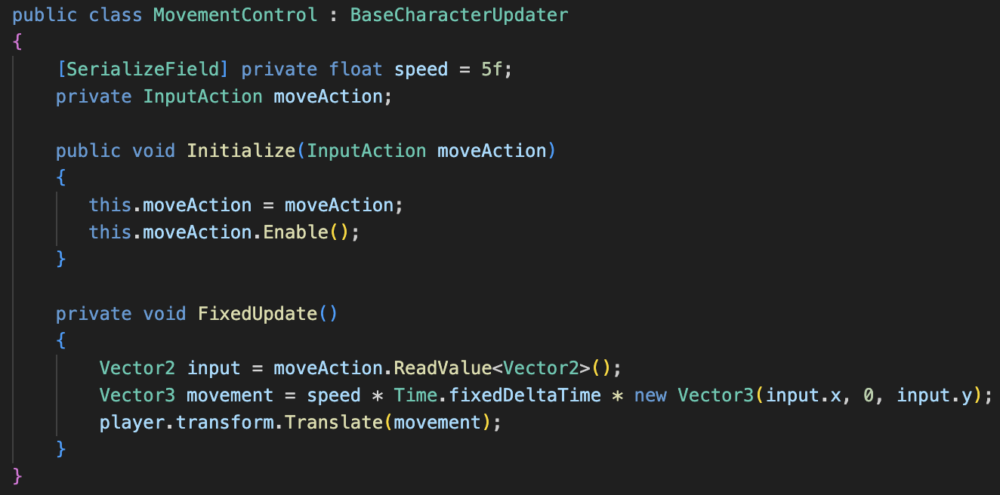 public class MovementControl : BaseCharacterUpdater
{
    [SerializeField] private float speed = 5f;
    private InputAction moveAction;

    public void Initialize(InputAction moveAction)
    {
       this.moveAction = moveAction;
       this.moveAction.Enable();
    }

    private void FixedUpdate()
    {
        Vector2 input = moveAction.ReadValue<Vector2>();
        Vector3 movement = speed * Time.fixedDeltaTime * new Vector3(input.x, 0, input.y);
        player.transform.Translate(movement);
    }
}